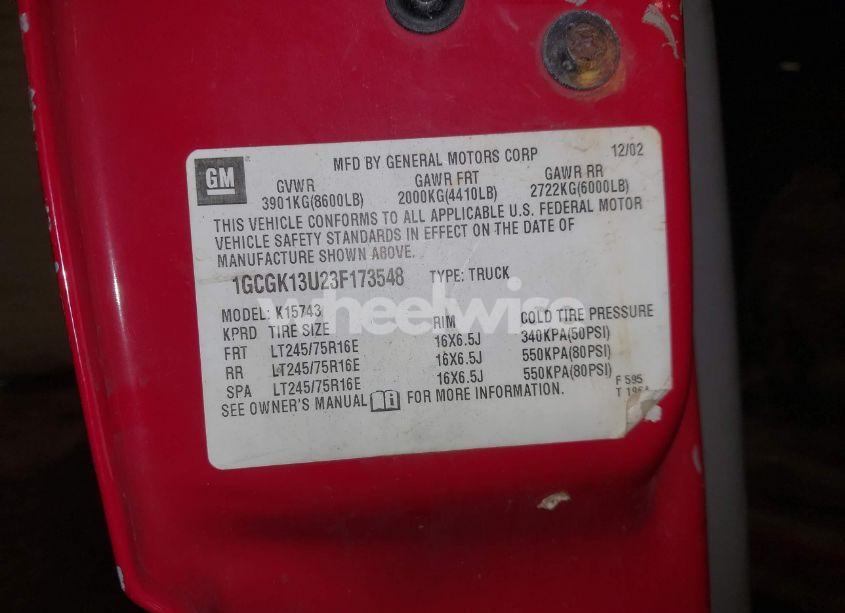 GM
MFD BY GENERAL MOTORS CORP 12/02
GVWR GAWR FRT GAWR RR
3901KG(8600LB) 2000KG(4410LB) 2722KG(6000LB)
THIS VEHICLE CONFORMS TO ALL APPLICABLE U.S. FEDERAL MOTOR
VEHICLE SAFETY STANDARDS IN EFFECT ON THE DATE OF
MANUFACTURE SHOWN ABOVE.
1GCGK13U23F173548 TYPE: TRUCK
wheelwise
MODEL: K15743
KPRD TIRE SIZE RIM COLD TIRE PRESSURE
FRT LT245/75R16E 16X6.5J 340KPA(50PSI)
RR LT245/75R16E 16X6.5J 550KPA(80PSI)
SPA LT245/75R16E 16X6.5J 550KPA(80PSI)
SEE OWNER'S MANUAL i FOR MORE INFORMATION.
F 595